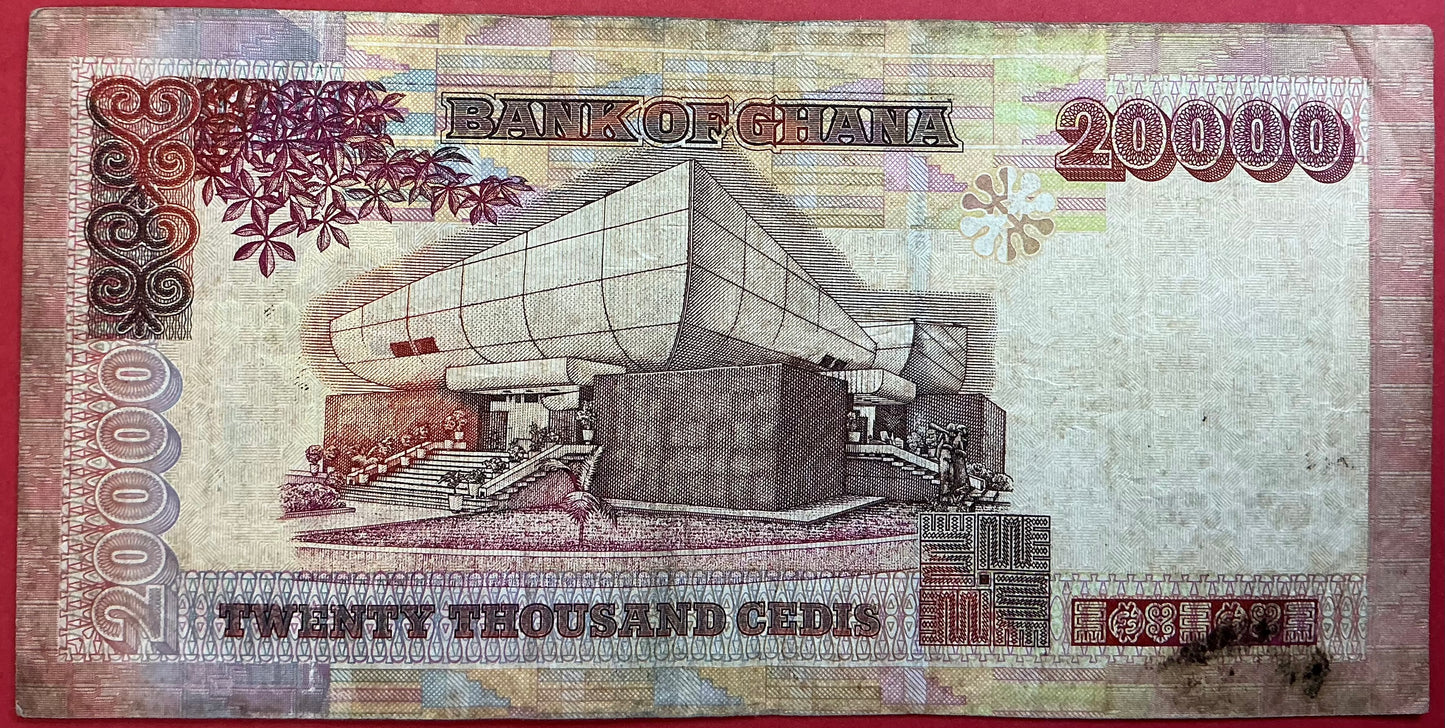 BANK OF GHANA
20000
20000
TWENTY THOUSAND CEDIS